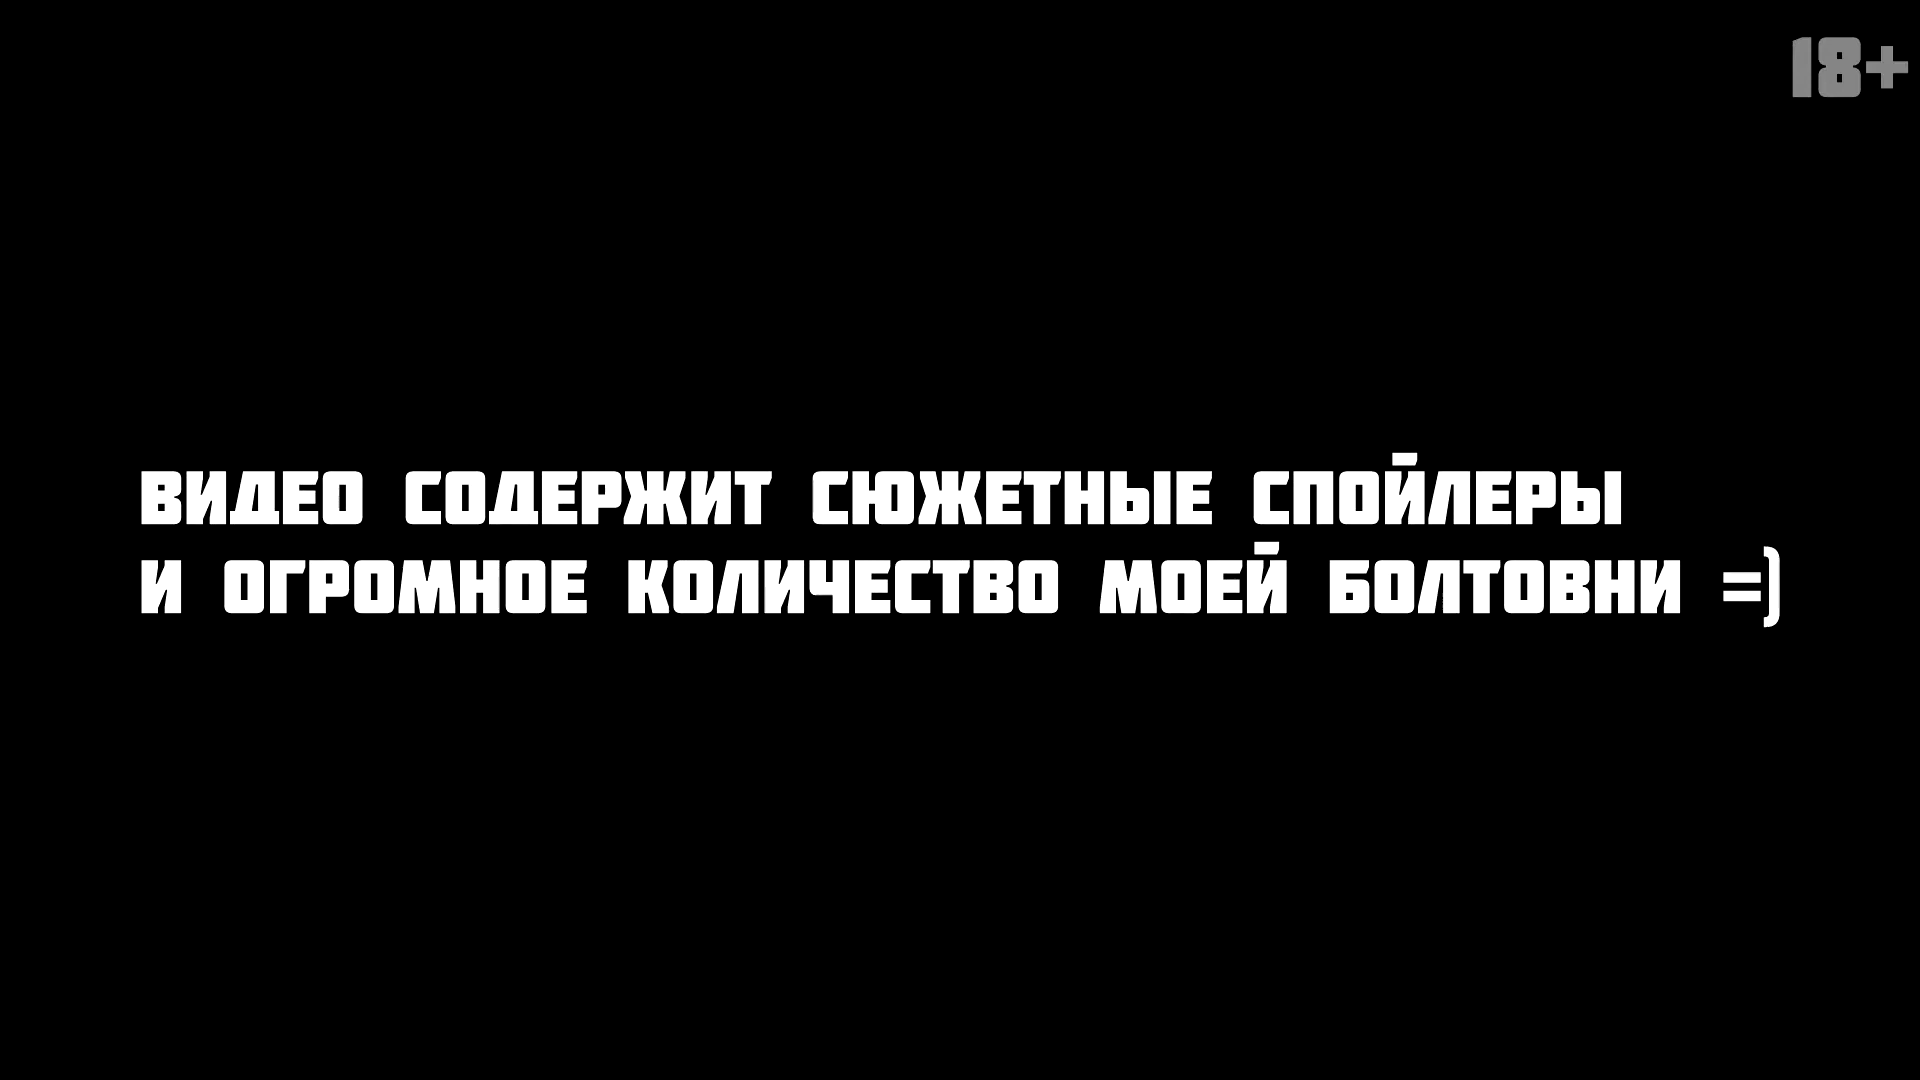 18+
ВИДЕО СОДЕРЖИТ СЮЖЕТНЫЕ СПОЙЛЕРЫ
И ОГРОМНОЕ КОЛИЧЕСТВО МОЕЙ БОЛТОВНИ =)